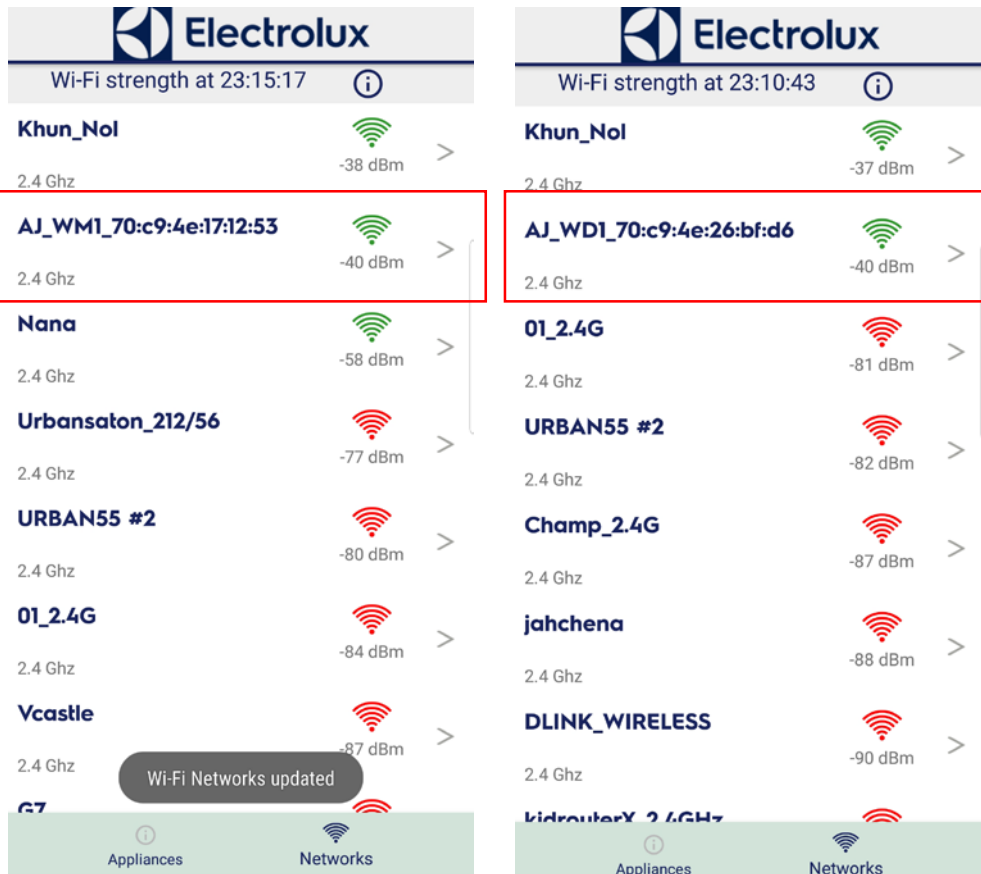 Electrolux
Wi-Fi strength at 23:15:17
Khun_Nol
-38 dBm
2.4 Ghz
AJ_WM1_70:c9:4e:17:12:53
-40 dBm
2.4 Ghz
Nana
-58 dBm
2.4 Ghz
Urbansaton_212/56
-77 dBm
2.4 Ghz
URBAN55 #2
-80 dBm
2.4 Ghz
01_2.4G
-84 dBm
2.4 Ghz
Vcastle
-87 dBm
2.4 Ghz
Wi-Fi Networks updated
G7
Appliances
Networks
Electrolux
Wi-Fi strength at 23:10:43
Khun_Nol
-37 dBm
2.4 Ghz
AJ_WD1_70:c9:4e:26:bf:d6
-40 dBm
2.4 Ghz
01_2.4G
-81 dBm
2.4 Ghz
URBAN55 #2
-82 dBm
2.4 Ghz
Champ_2.4G
-87 dBm
2.4 Ghz
jahchena
-88 dBm
2.4 Ghz
DLINK_WIRELESS
-90 dBm
2.4 Ghz
kidrouterX_2.4GHz
Appliances
Networks